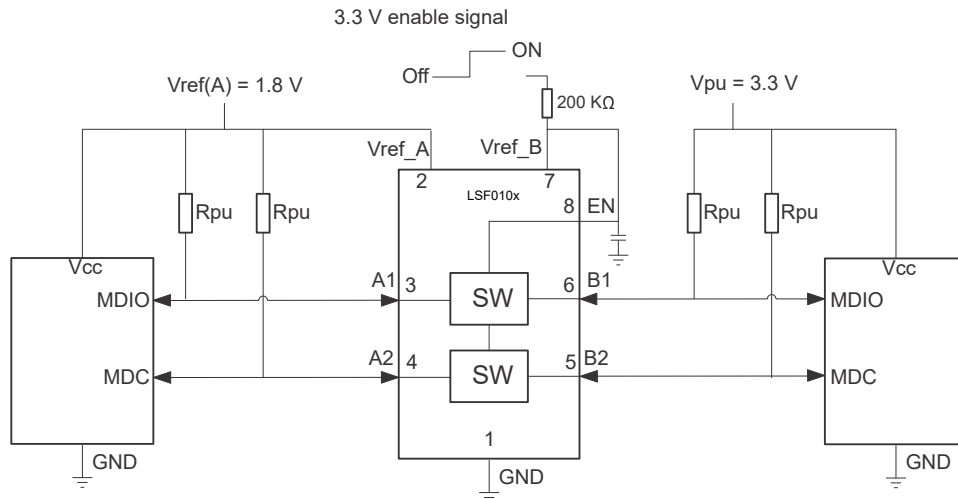 3.3 V enable signal
ON
Off
Vref(A) = 1.8 V
Vpu = 3.3 V
200 KΩ
Vref_A
Vref_B
2
7
LSF010x
Rpu
Rpu
8
EN
Rpu
Rpu
Vcc
Vcc
MDIO
A1
3
SW
6
B1
MDIO
MDC
A2
4
SW
5
B2
MDC
1
GND
GND
GND